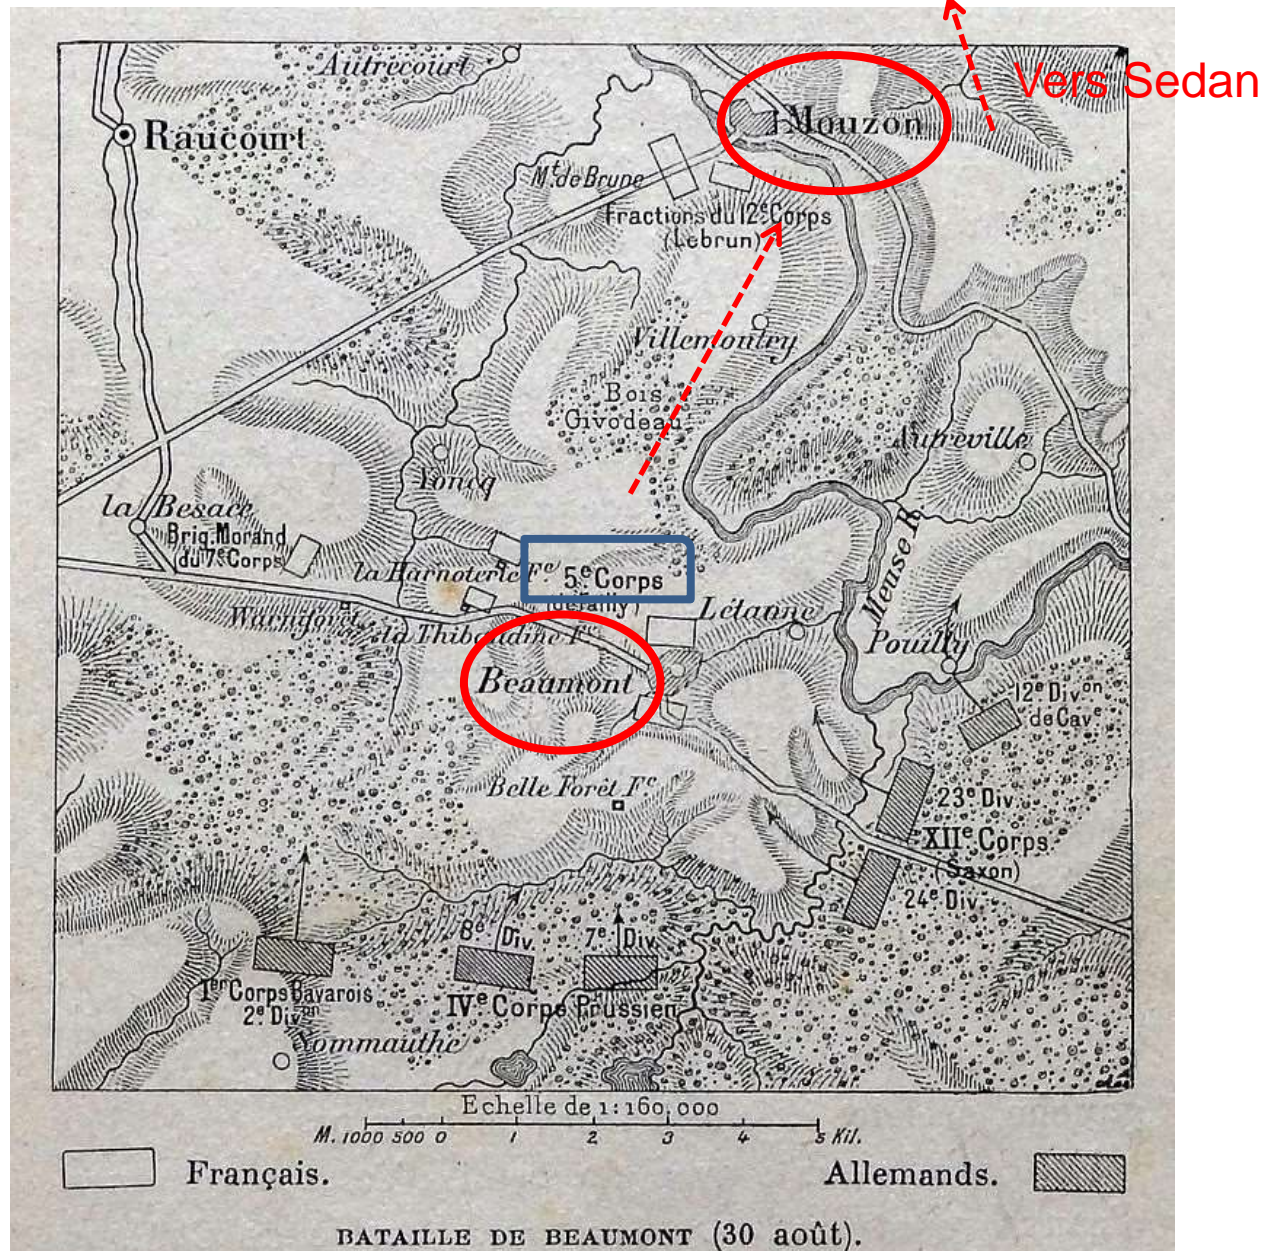 Vers Sedan
Autrecourt
Raucourt
Mouzon
Mt de Brune
Fractions du 12e Corps
(Lebrun)
Villemontry
Bois
Givodeau
Autreville
Yoncq
la Besace
Brig. Morand
du 7e Corps
la Harnoterie Fe
5e Corps
(de Failly)
Meuse R.
Warniforêt
la Thibaudine Fe
Létanne
Pouilly
Beaumont
12e Divon
de Cave
Belle Forêt Fe
23e Div.
XIIe Corps
(Saxon)
24e Div.
8e Div.
7e Div.
Ier Corps Bavarois
2e Divon
IVe Corps Prussien
Sommauthe
Echelle de 1:160,000
M. 1000 500 0 1 2 3 4 5 Kil.
Français.
Allemands.
BATAILLE DE BEAUMONT (30 août).